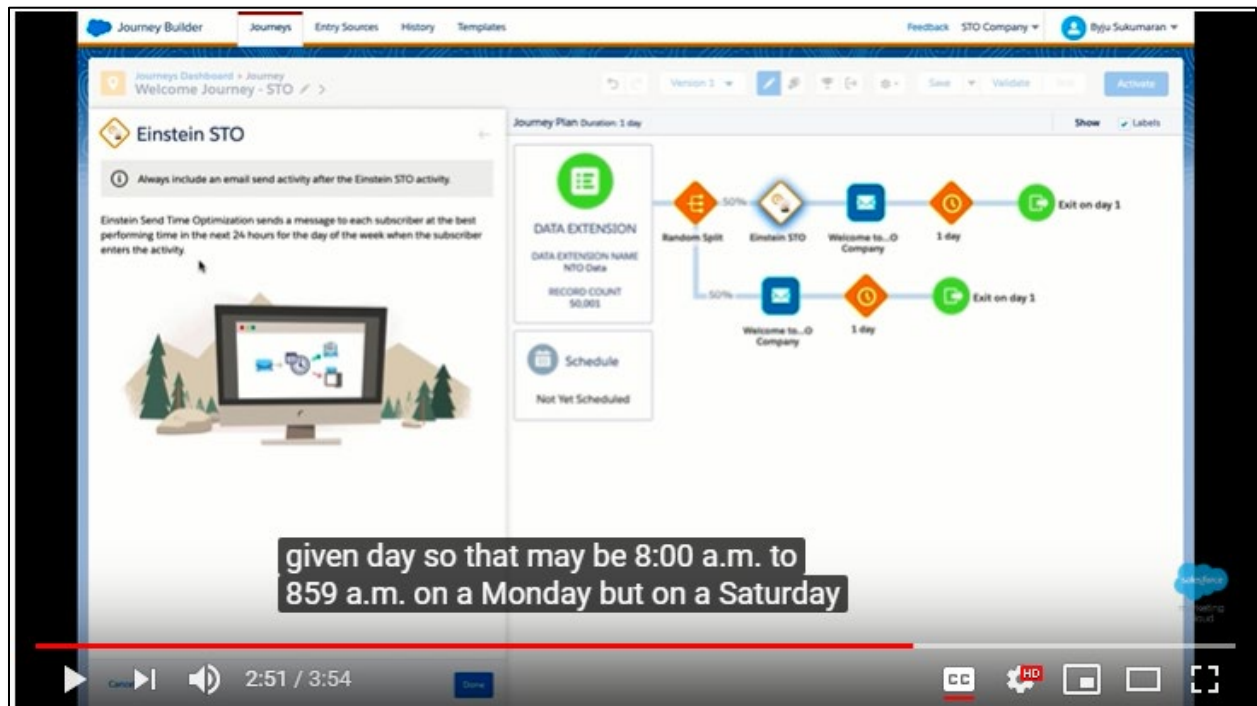 Journey Builder Journeys Entry Sources History Templates Feedback STO Company Byju Sukumaran
Journeys Dashboard > Journey
Welcome Journey - STO
Version 1 Save Validate Activate
Einstein STO
Always include an email send activity after the Einstein STO activity.
Einstein Send Time Optimization sends a message to each subscriber at the best
performing time in the next 24 hours for the day of the week when the subscriber
enters the activity.
Journey Plan Duration: 1 day Show Labels
DATA EXTENSION
DATA EXTENSION NAME
NTO Data
RECORD COUNT
50,001
Schedule
Not Yet Scheduled
50% Exit on day 1
Random Split Einstein STO Welcome to...O 1 day
Company
50% Exit on day 1
Welcome to...O 1 day
Company
given day so that may be 8:00 a.m. to
859 a.m. on a Monday but on a Saturday
salesforce
marketing
cloud
2:51 / 3:54 CC HD
Done